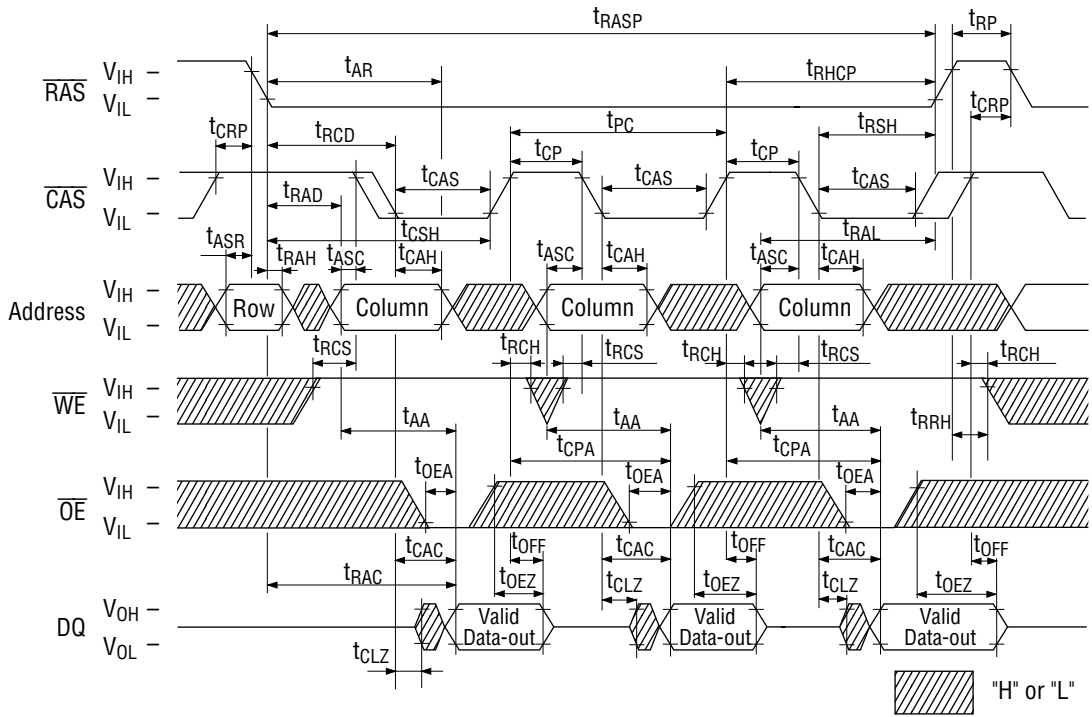 tRASP
tRP
tAR
tRHCP
RAS
VIH
VIL
tCRP
tRCD
tPC
tRSH
tCRP
tCP
tCP
CAS
VIH
VIL
tCAS
tCAS
tCAS
tRAD
tCSH
tRAL
tASR
tRAH
tASC
tCAH
tASC
tCAH
tASC
tCAH
Address
VIH
VIL
Row
Column
Column
Column
tRCS
tRCH
tRCS
tRCH
tRCS
tRCH
WE
VIH
VIL
tAA
tAA
tAA
tRRH
tCPA
tCPA
tOEA
tOEA
tOEA
OE
VIH
VIL
tCAC
tOFF
tCAC
tOFF
tCAC
tOFF
tRAC
tOEZ
tCLZ
tOEZ
tCLZ
tOEZ
DQ
VOH
VOL
Valid
Data-out
Valid
Data-out
Valid
Data-out
tCLZ
"H" or "L"